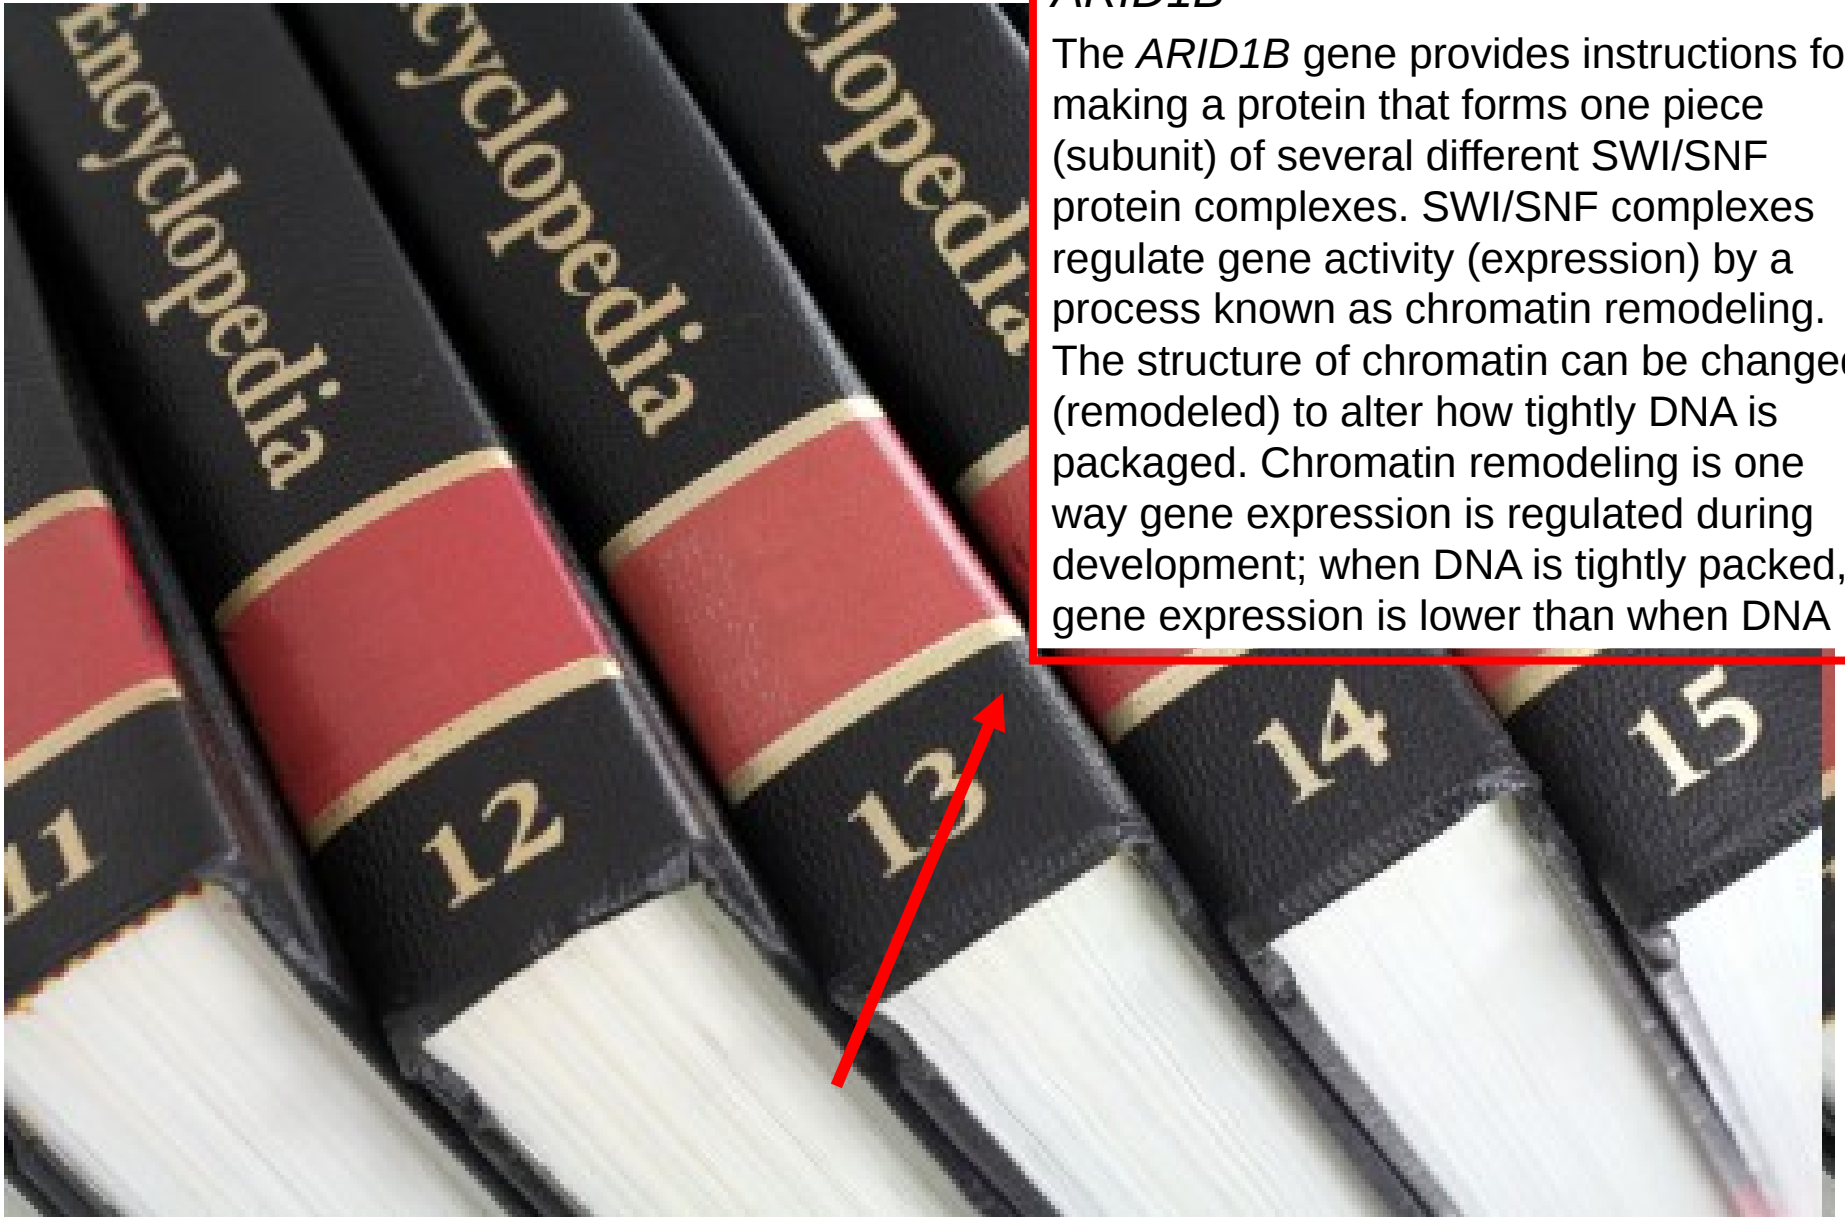 Encyclopedia
cyclopedia
clopedia
ARID1B
The ARID1B gene provides instructions fo
making a protein that forms one piece
(subunit) of several different SWI/SNF
protein complexes. SWI/SNF complexes
regulate gene activity (expression) by a
process known as chromatin remodeling.
The structure of chromatin can be changed
(remodeled) to alter how tightly DNA is
packaged. Chromatin remodeling is one
way gene expression is regulated during
development; when DNA is tightly packed,
gene expression is lower than when DNA
11
12
13
14
15